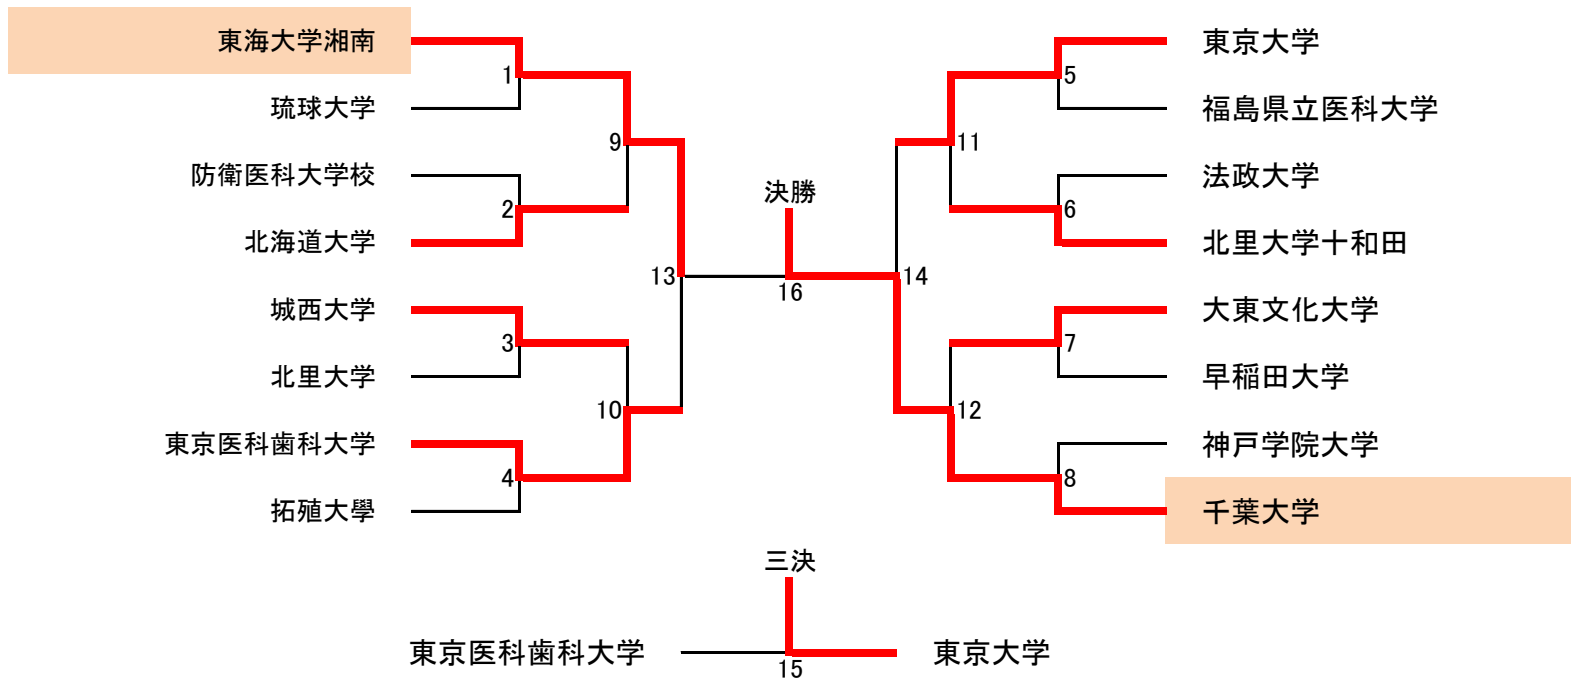 東海大学湘南
東京大学
1
5
琉球大学
福島県立医科大学
9
11
防衛医科大学校
法政大学
決勝
2
6
北海道大学
北里大学十和田
13
14
16
城西大学
大東文化大学
3
7
北里大学
早稲田大学
10
12
東京医科歯科大学
神戸学院大学
4
8
拓殖大學
千葉大学
三決
東京医科歯科大学
東京大学
15